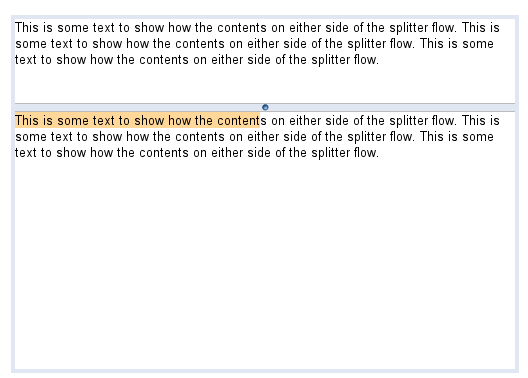 This is some text to show how the contents on either side of the splitter flow. This is
some text to show how the contents on either side of the splitter flow. This is some
text to show how the contents on either side of the splitter flow.
This is some text to show how the contents on either side of the splitter flow. This is
some text to show how the contents on either side of the splitter flow. This is some
text to show how the contents on either side of the splitter flow.